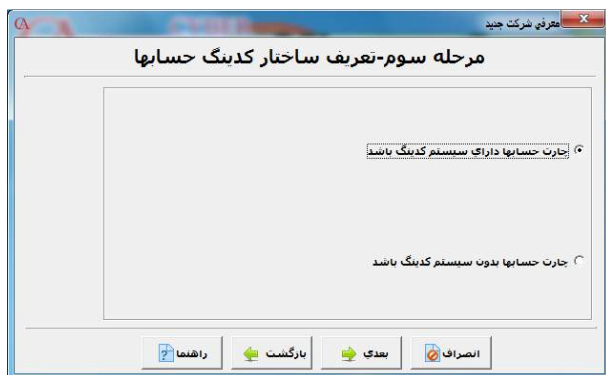 معرفي شركت جديد
مرحله سوم-تعریف ساختار کدینگ حسابها
چارت حسابها دارای سیستم کدینگ باشد
چارت حسابها بدون سیستم کدینگ باشد
انصراف
بعدي
بازگشت
راهنما